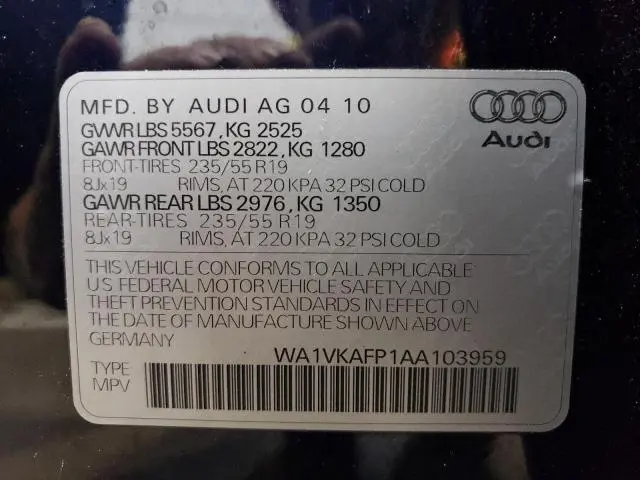 MFD. BY AUDI AG 04 10
GVWR LBS 5567, KG 2525
GAWR FRONT LBS 2822, KG 1280
FRONT-TIRES 235/55 R19
8Jx19 RIMS, AT 220 KPA 32 PSI COLD
GAWR REAR LBS 2976, KG 1350
REAR-TIRES 235/55 R19
8Jx19 RIMS, AT 220 KPA 32 PSI COLD
Audi
THIS VEHICLE CONFORMS TO ALL APPLICABLE
U.S. FEDERAL MOTOR VEHICLE SAFETY AND
THEFT PREVENTION STANDARDS IN EFFECT ON
THE DATE OF MANUFACTURE SHOWN ABOVE
GERMANY
WA1VKAFP1AA103959
TYPE
MPV